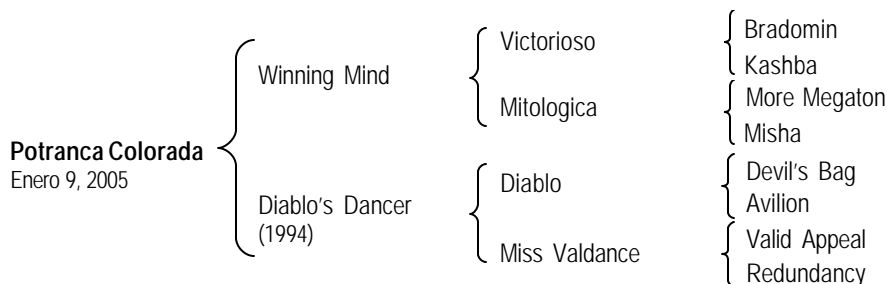 Potranca Colorada
Enero 9, 2005
Winning Mind
Diablo's Dancer
(1994)
Victorioso
Mitologica
Diablo
Miss Valdance
Bradomin
Kashba
More Megaton
Misha
Devil's Bag
Avilion
Valid Appeal
Redundancy